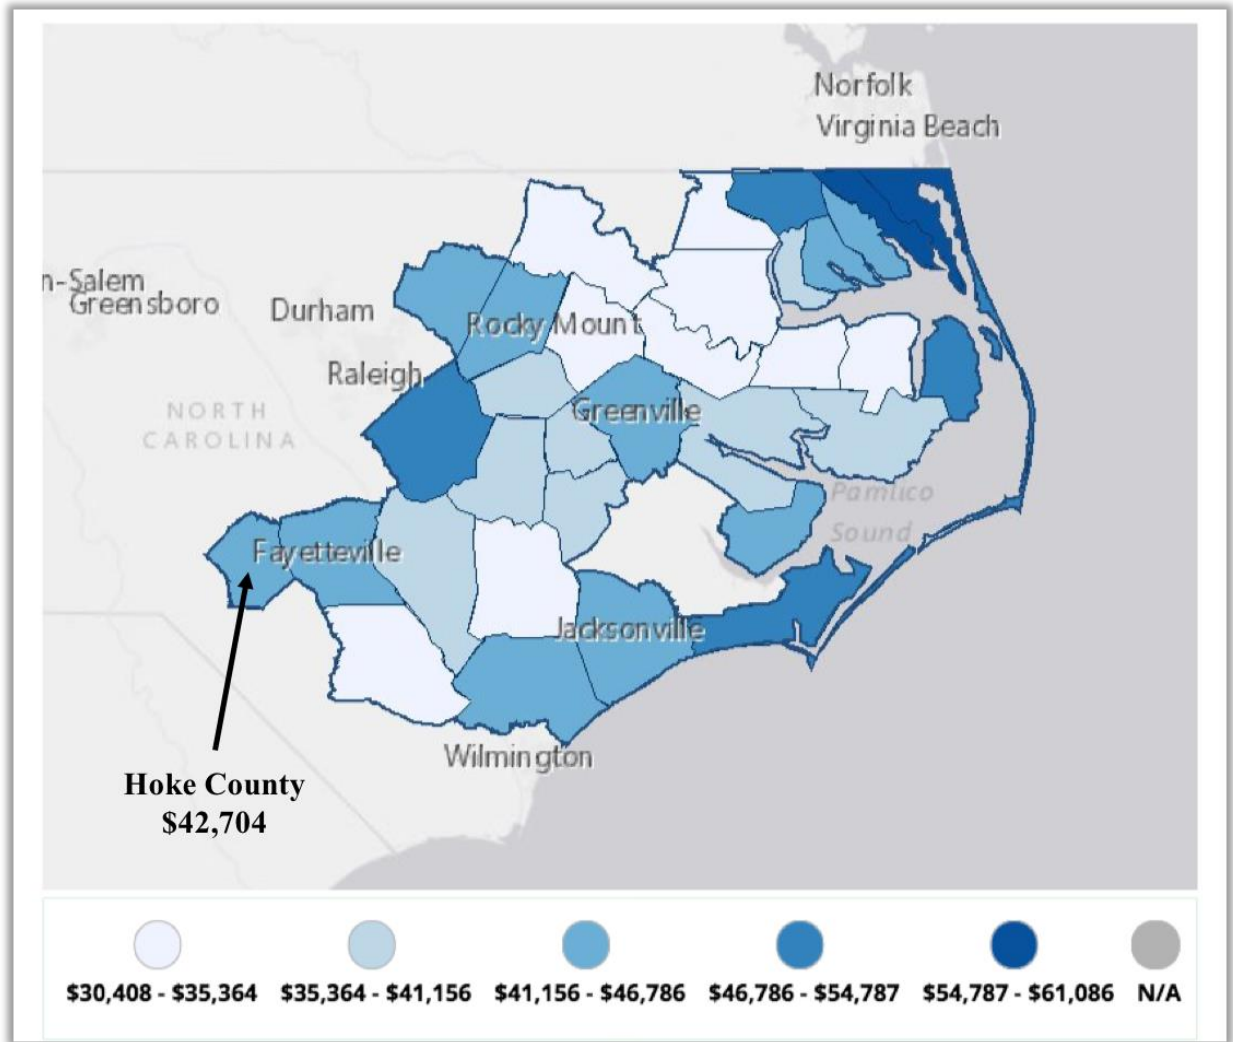 Norfolk
Virginia Beach
n-Salem
Greensboro
Durham
Rocky Mount
Raleigh
NORTH
CAROLINA
Greenville
Pamlico
Sound
Fayetteville
Jacksonville
Wilmington
Hoke County
$42,704
$30,408 - $35,364 $35,364 - $41,156 $41,156 - $46,786 $46,786 - $54,787 $54,787 - $61,086 N/A